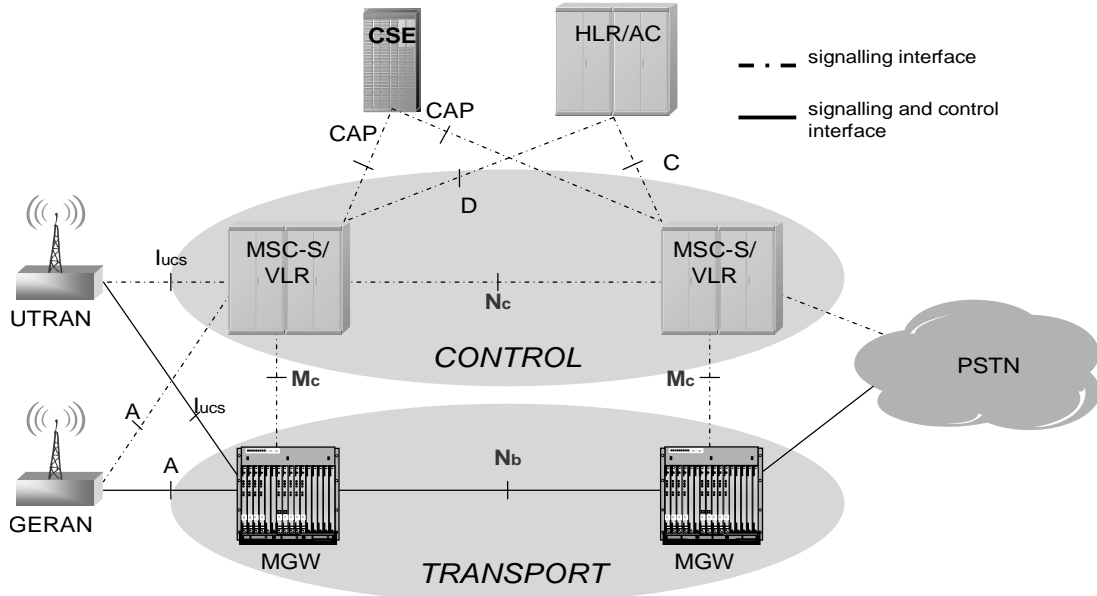 CSE
HLR/AC
signalling interface
signalling and control
interface
CAP
CAP
C
D
MSC-S/
VLR
MSC-S/
VLR
Iucs
UTRAN
Nc
CONTROL
Mc
Mc
PSTN
A
Iucs
A
Nb
GERAN
MGW
MGW
TRANSPORT